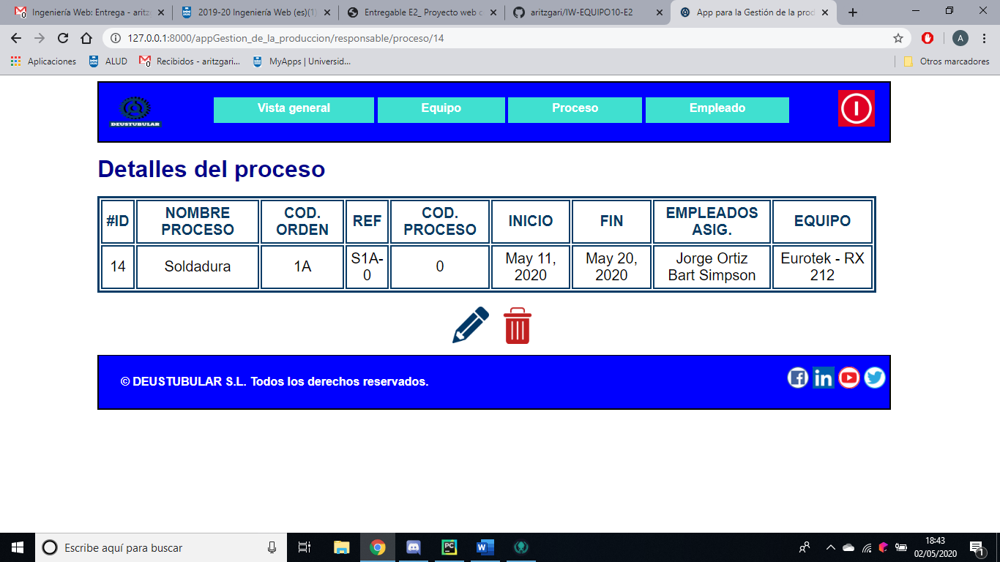 Ingeniería Web: Entrega - aritz
2019-20 Ingeniería Web (es)(1)
Entregable E2_ Proyecto web c
aritzgari/IW-EQUIPO10-E2
App para la Gestión de la prod
127.0.0.1:8000/appGestion_de_la_produccion/responsable/proceso/14
A
Aplicaciones
ALUD
Recibidos - aritzgari...
MyApps | Universid...
Otros marcadores
DEUSTUBULAR
Vista general
Equipo
Proceso
Empleado
Detalles del proceso
#ID
NOMBRE PROCESO
COD. ORDEN
REF
COD. PROCESO
INICIO
FIN
EMPLEADOS ASIG.
EQUIPO
14
Soldadura
1A
S1A-0
0
May 11, 2020
May 20, 2020
Jorge Ortiz
Bart Simpson
Eurotek - RX 212
© DEUSTUBULAR S.L. Todos los derechos reservados.
Escribe aquí para buscar
18:43
02/05/2020
1